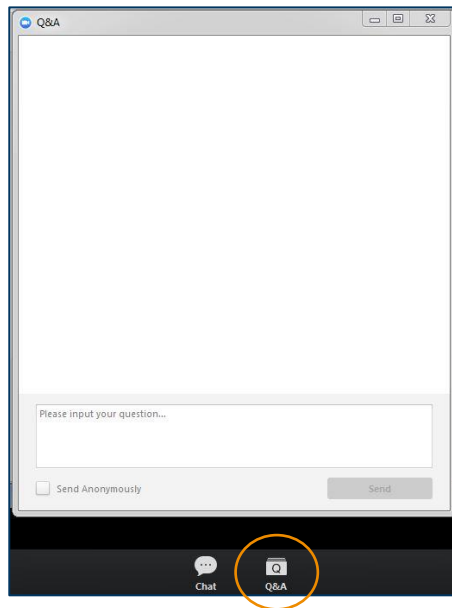 Q&A
Please input your question...
Send Anonymously
Send
Chat
Q
Q&A